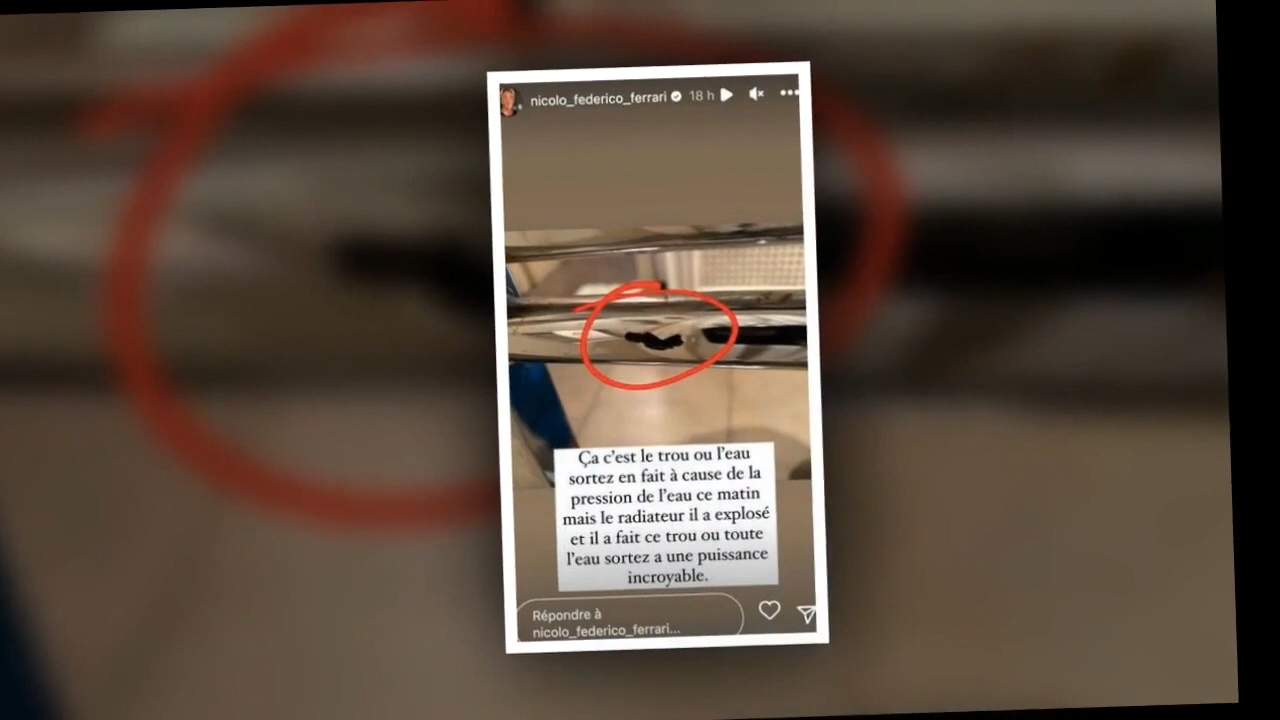 nicolo_federico_ferrari 18 h
Ça c'est le trou ou l'eau
sortez en fait à cause de la
pression de l'eau ce matin
mais le radiateur il a explosé
et il a fait ce trou ou toute
l'eau sortez a une puissance
incroyable.
Répondre à
nicolo_federico_ferrari...